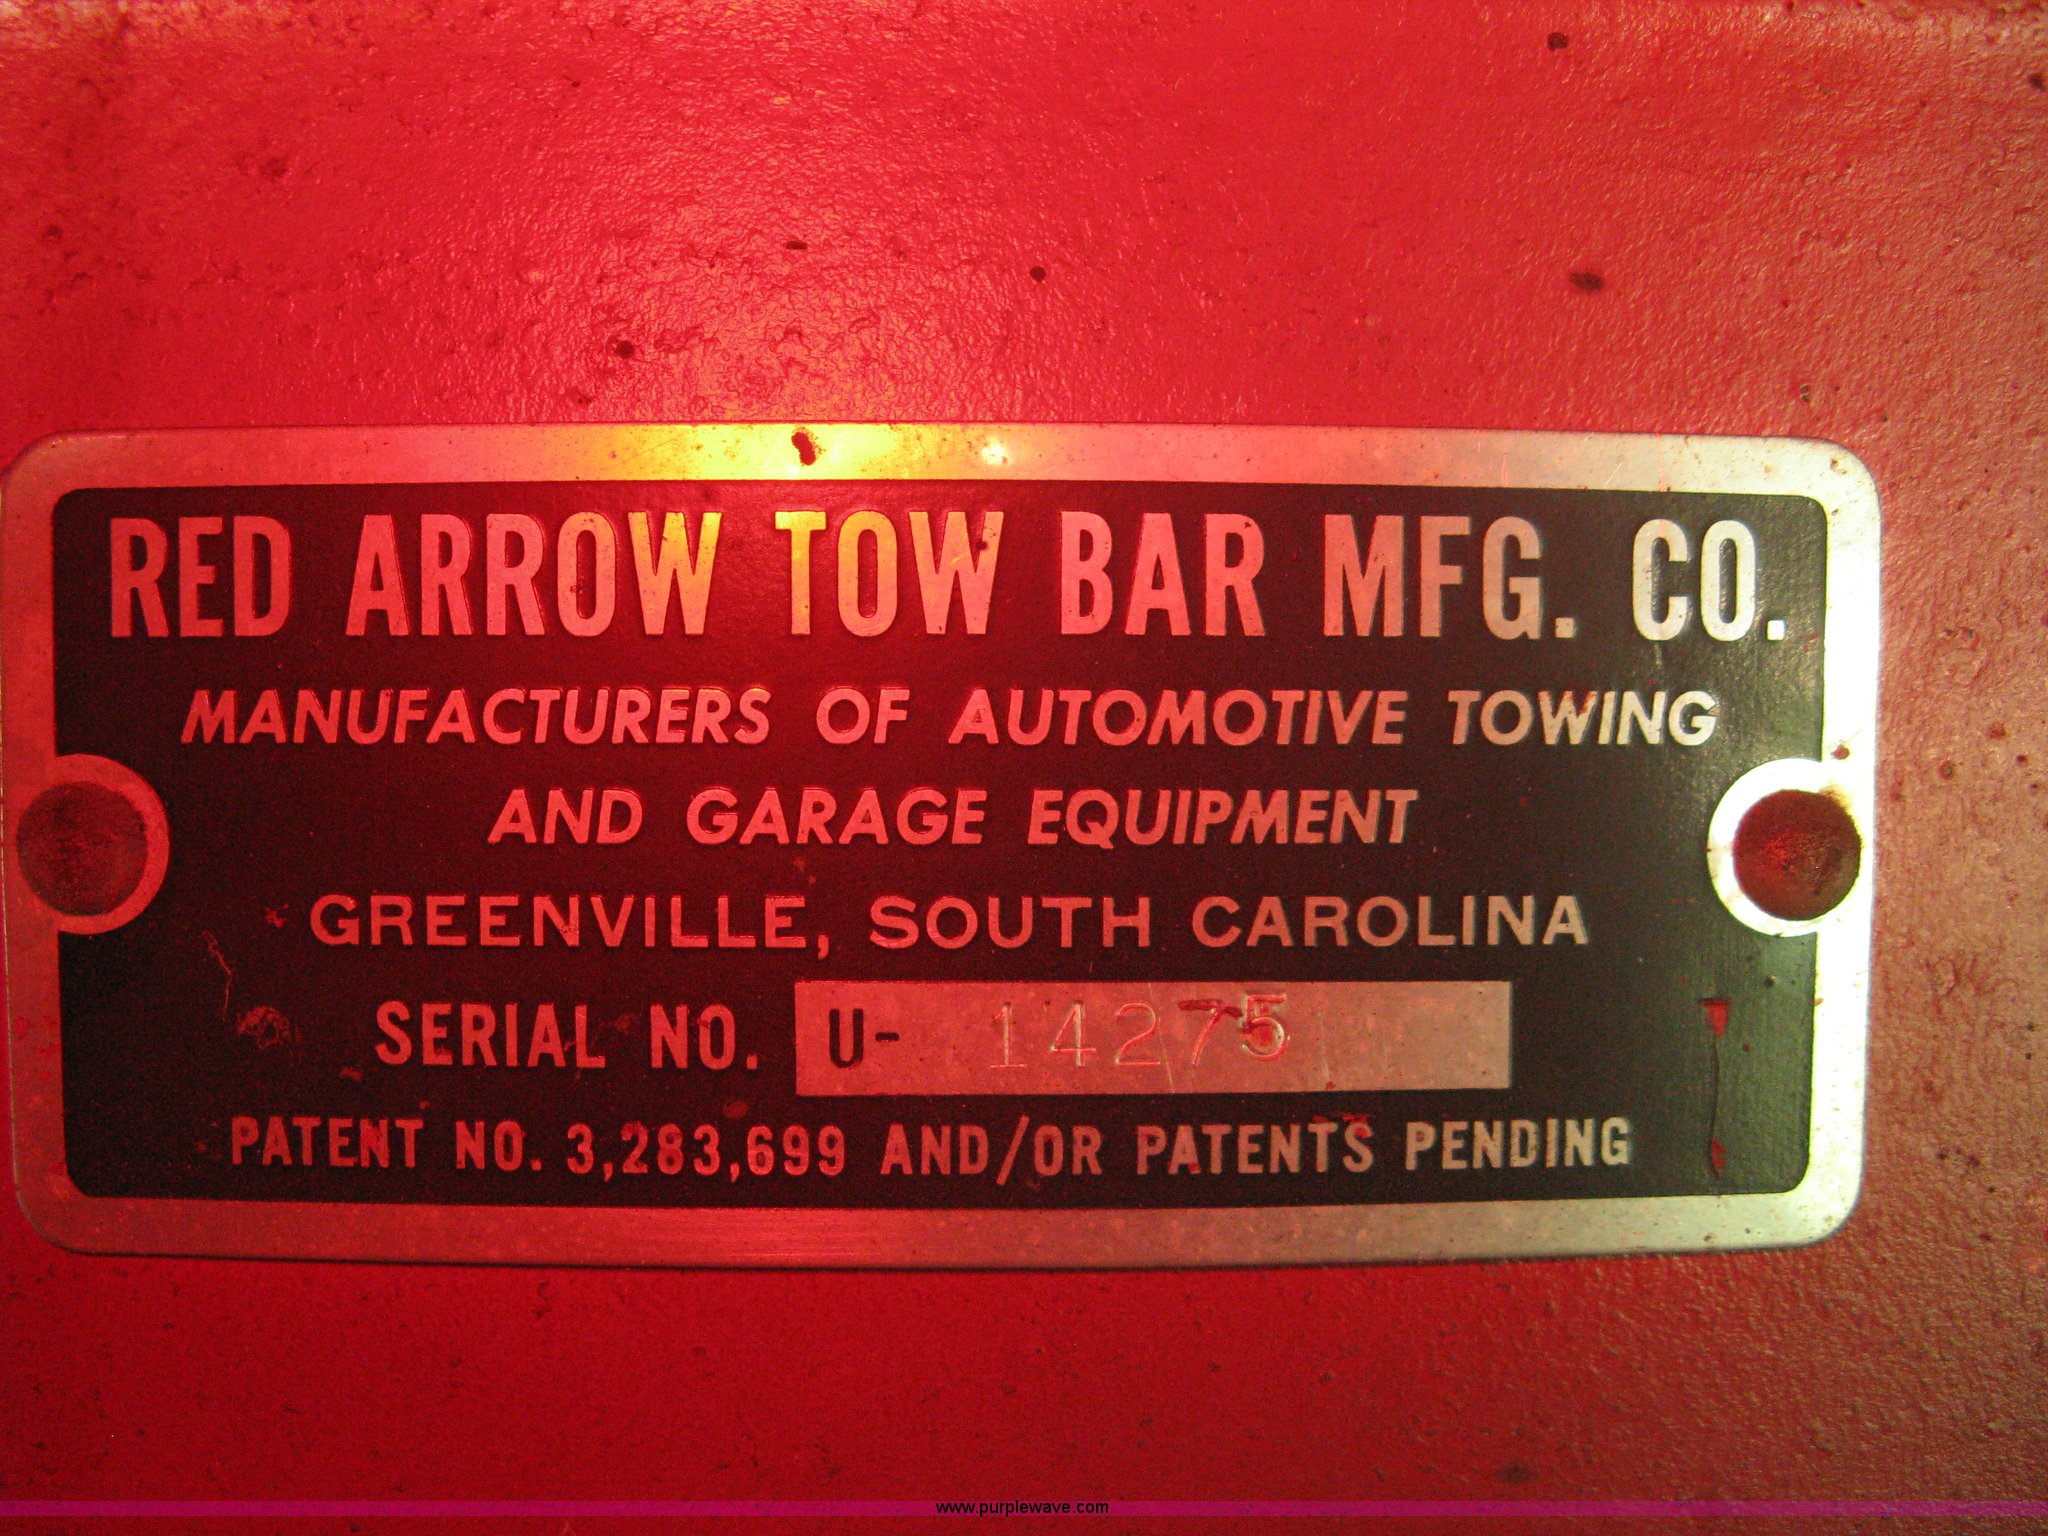 RED ARROW TOW BAR MFG. CO.
MANUFACTURERS OF AUTOMOTIVE TOWING
AND GARAGE EQUIPMENT
GREENVILLE, SOUTH CAROLINA
SERIAL NO. U- 14275
PATENT NO. 3,283,699 AND/OR PATENTS PENDING
www.purplewave.com